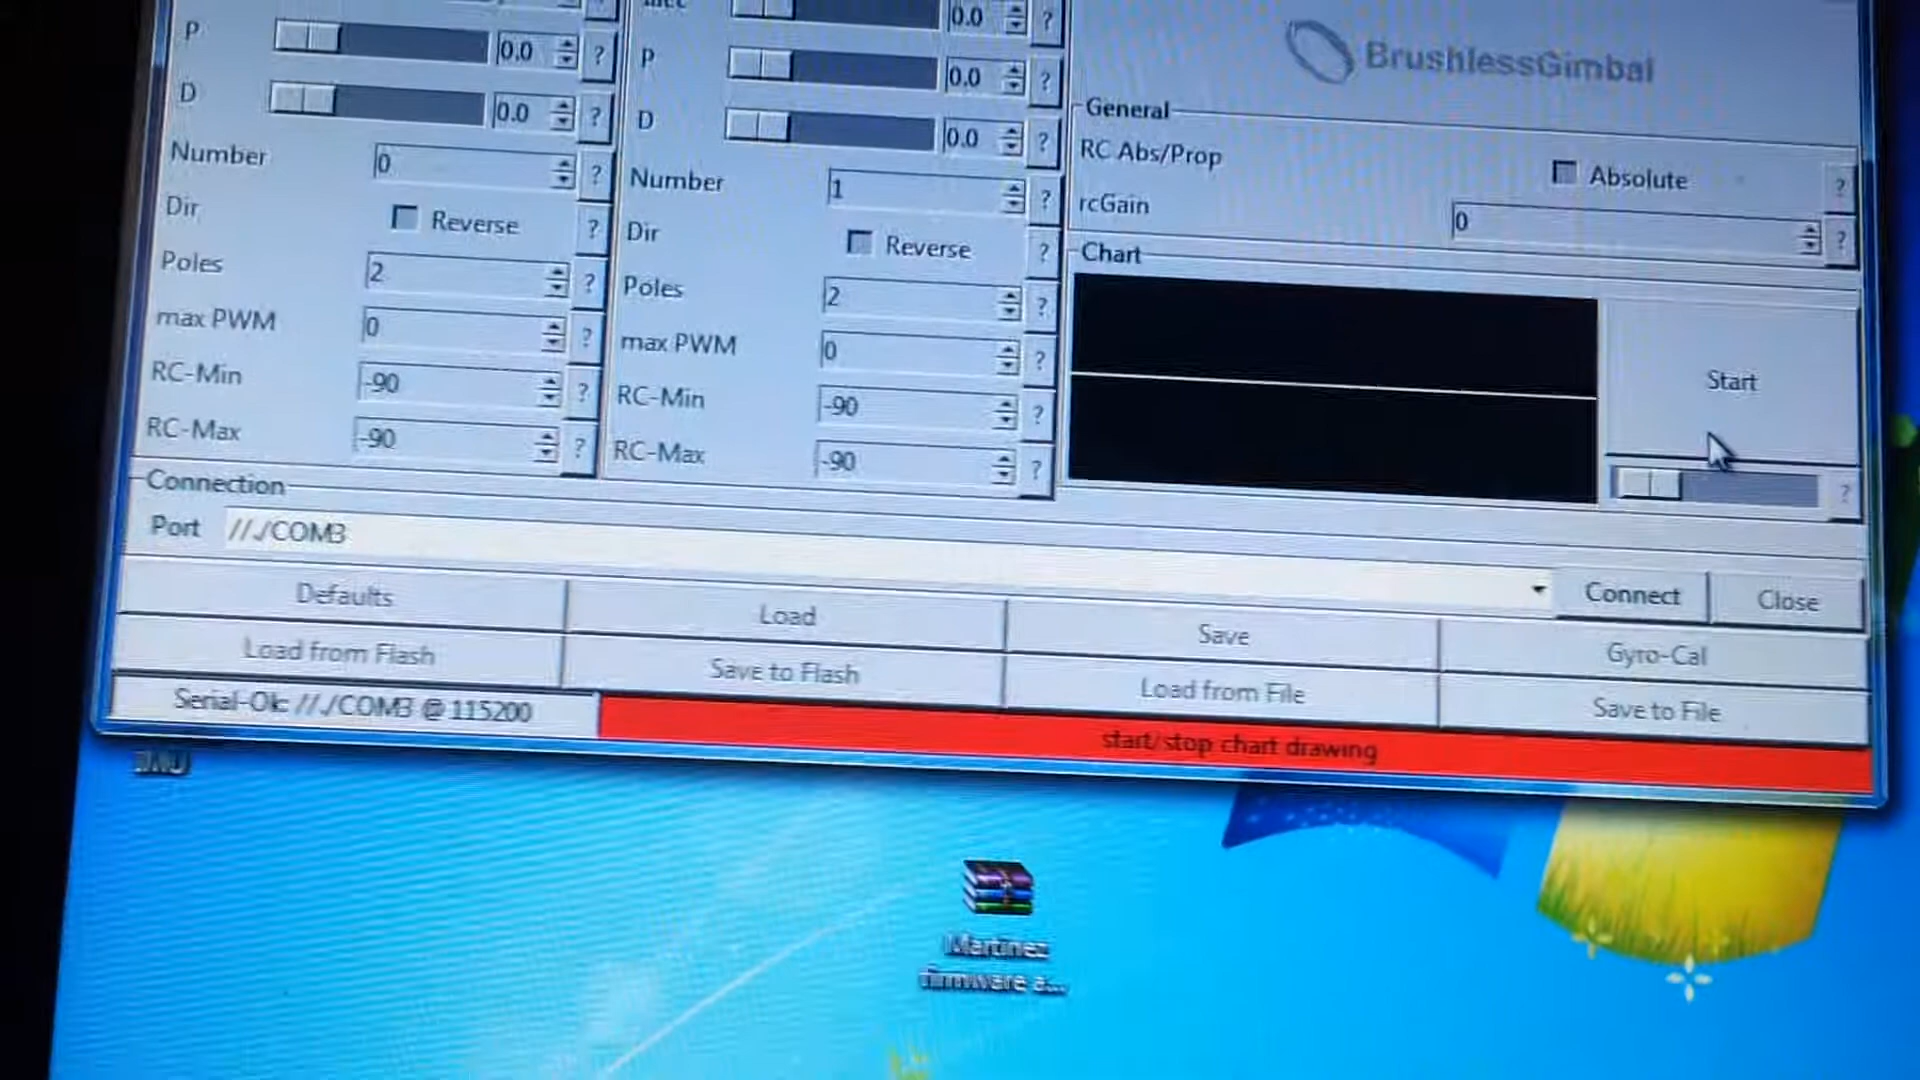 0.0 ?
P 0.0 ?
D 0.0 ?
Number 0 ?
Dir Reverse ?
Poles 2 ?
max PWM 0 ?
RC-Min -90 ?
RC-Max -90 ?
P 0.0 ?
D 0.0 ?
Number 1 ?
Dir Reverse ?
Poles 2 ?
max PWM 0 ?
RC-Min -90 ?
RC-Max -90 ?
BrushlessGimbal
General
RC Abs/Prop Absolute ?
rcGain 0 ?
Chart
Start
?
Connection
Port //./COM3 Connect Close
Defaults Load Save Gyro-Cal
Load from Flash Save to Flash Load from File Save to File
Serial-Ok: //./COM3 @ 115200 start/stop chart drawing
Martinez
firmware a...